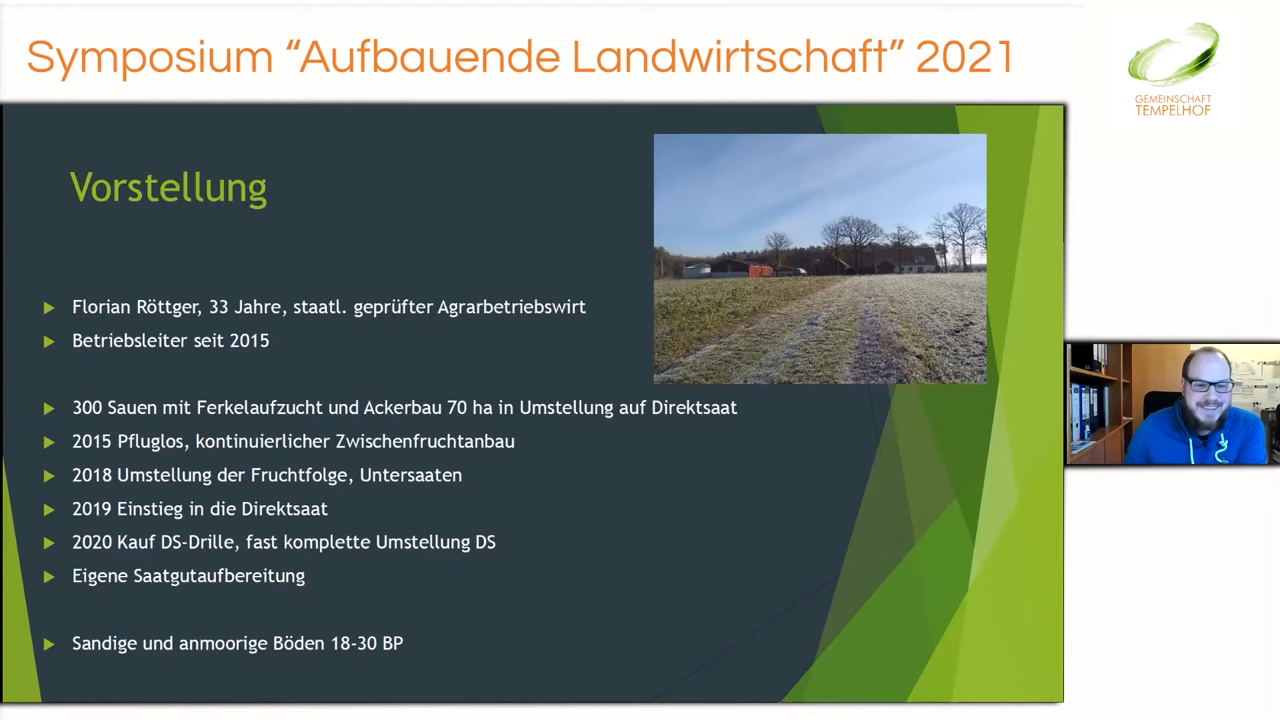 Symposium “Aufbauende Landwirtschaft” 2021
GEMEINSCHAFT
TEMPELHOF
Vorstellung
Florian Röttger, 33 Jahre, staatl. geprüfter Agrarbetriebswirt
Betriebsleiter seit 2015
300 Sauen mit Ferkelaufzucht und Ackerbau 70 ha in Umstellung auf Direktsaat
2015 Pfluglos, kontinuierlicher Zwischenfruchtanbau
2018 Umstellung der Fruchtfolge, Untersaaten
2019 Einstieg in die Direktsaat
2020 Kauf DS-Drille, fast komplette Umstellung DS
Eigene Saatgutaufbereitung
Sandige und anmoorige Böden 18-30 BP